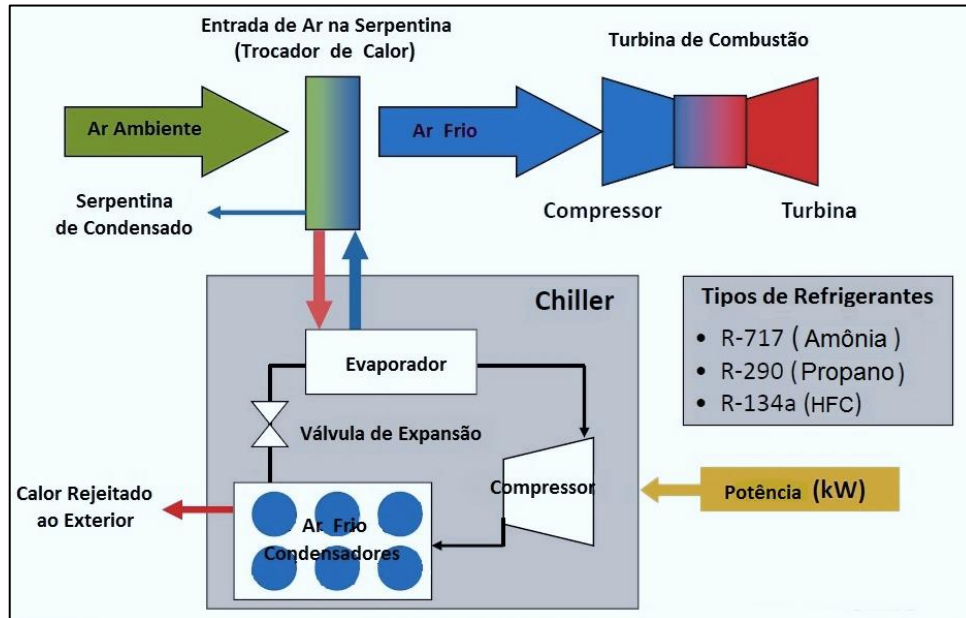 Entrada de Ar na Serpentina
(Trocador de Calor)
Turbina de Combustão
Ar Ambiente
Ar Frio
Serpentina
de Condensado
Compressor
Turbina
Chiller
Tipos de Refrigerantes
• R-717 ( Amônia )
• R-290 (Propano)
• R-134a (HFC)
Evaporador
Válvula de Expansão
Compressor
Potência (kW)
Calor Rejeitado
ao Exterior
Ar Frio
Condensadores